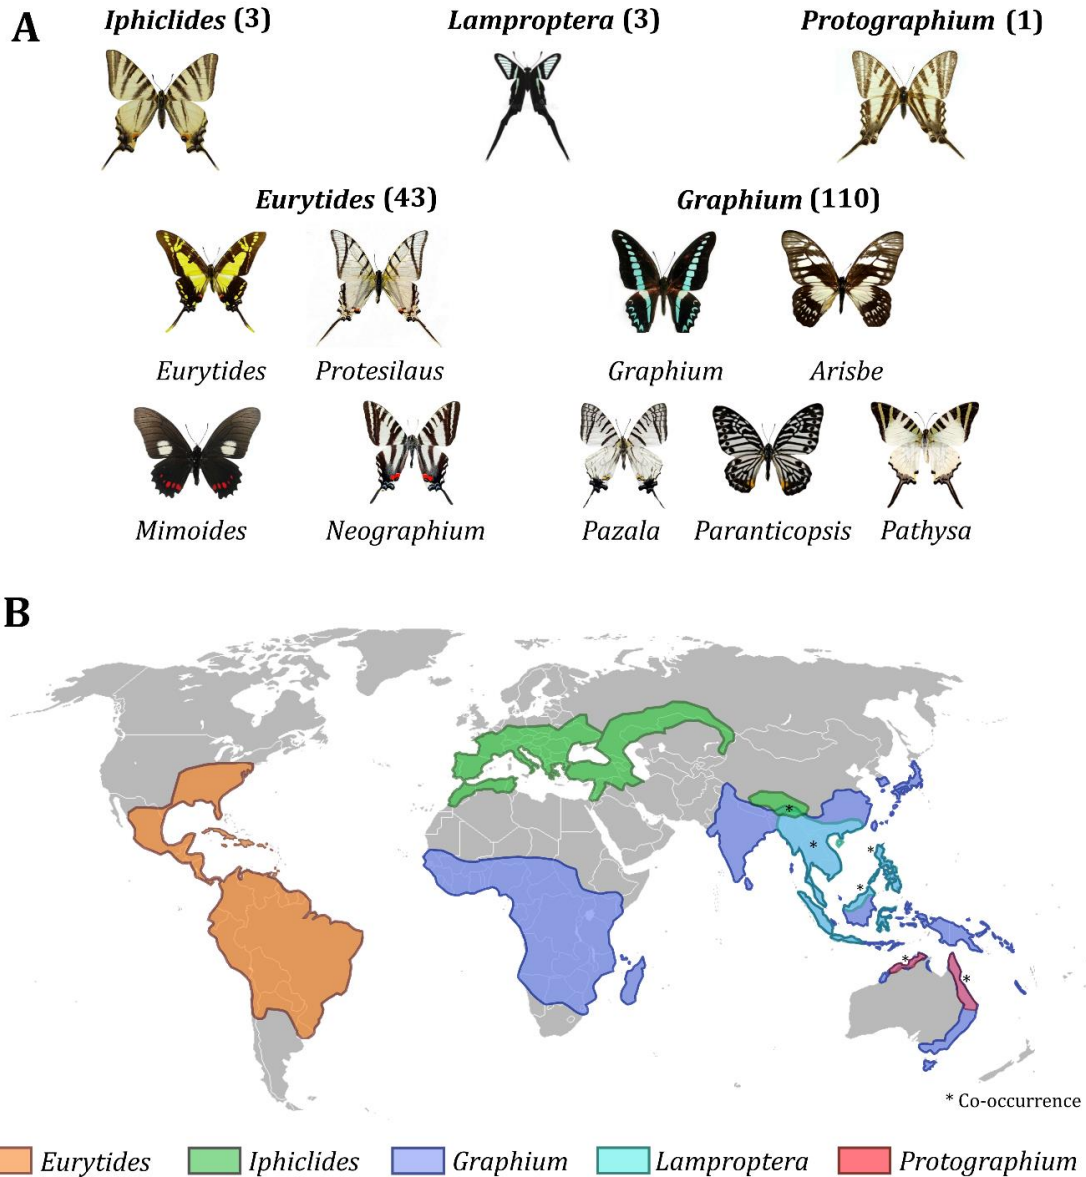 A
Iphiclides (3) Lamproptera (3) Protographium (1)
Eurytides (43) Graphium (110)
Eurytides Protesilaus Graphium Arisbe
Mimoides Neographium Pazala Paranticopsis Pathysa
B
*
*
*
*
*
*
* Co-occurrence
Eurytides Iphiclides Graphium Lamproptera Protographium